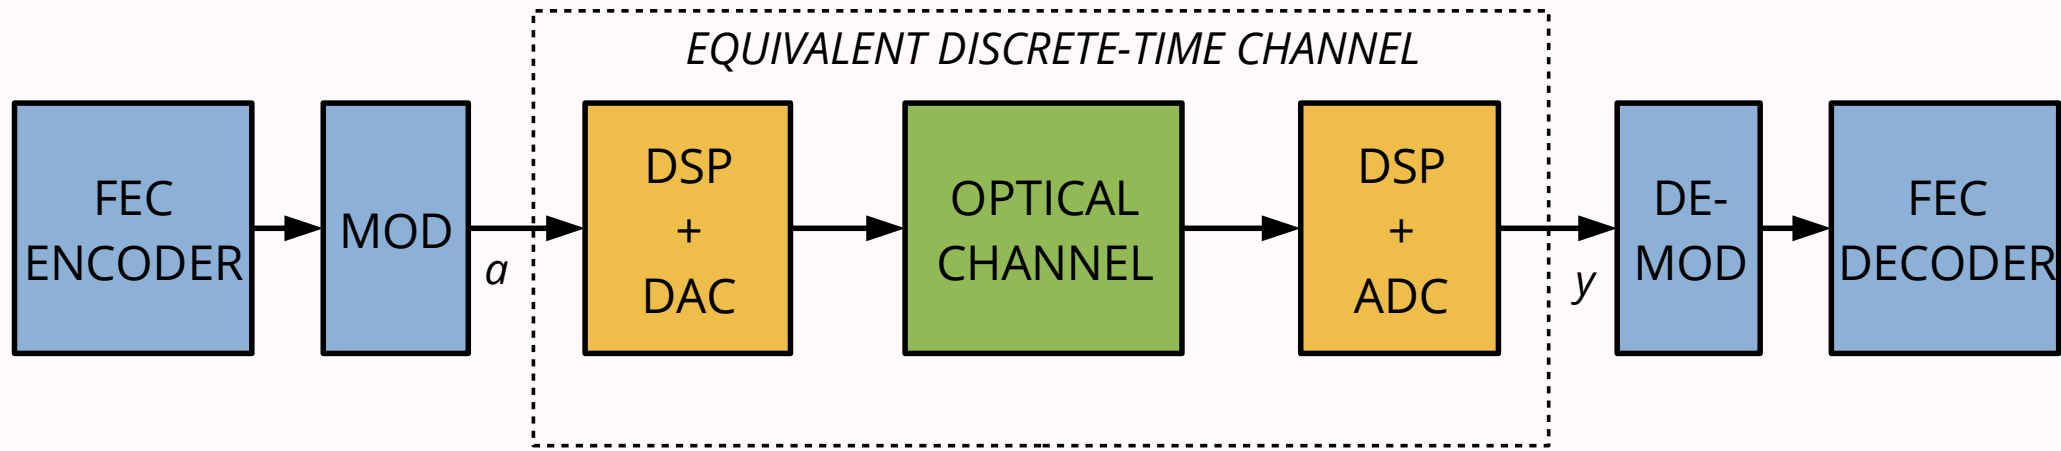 EQUIVALENT DISCRETE-TIME CHANNEL
FEC
ENCODER
MOD
a
DSP
+
DAC
OPTICAL
CHANNEL
DSP
+
ADC
y
DE-
MOD
FEC
DECODER